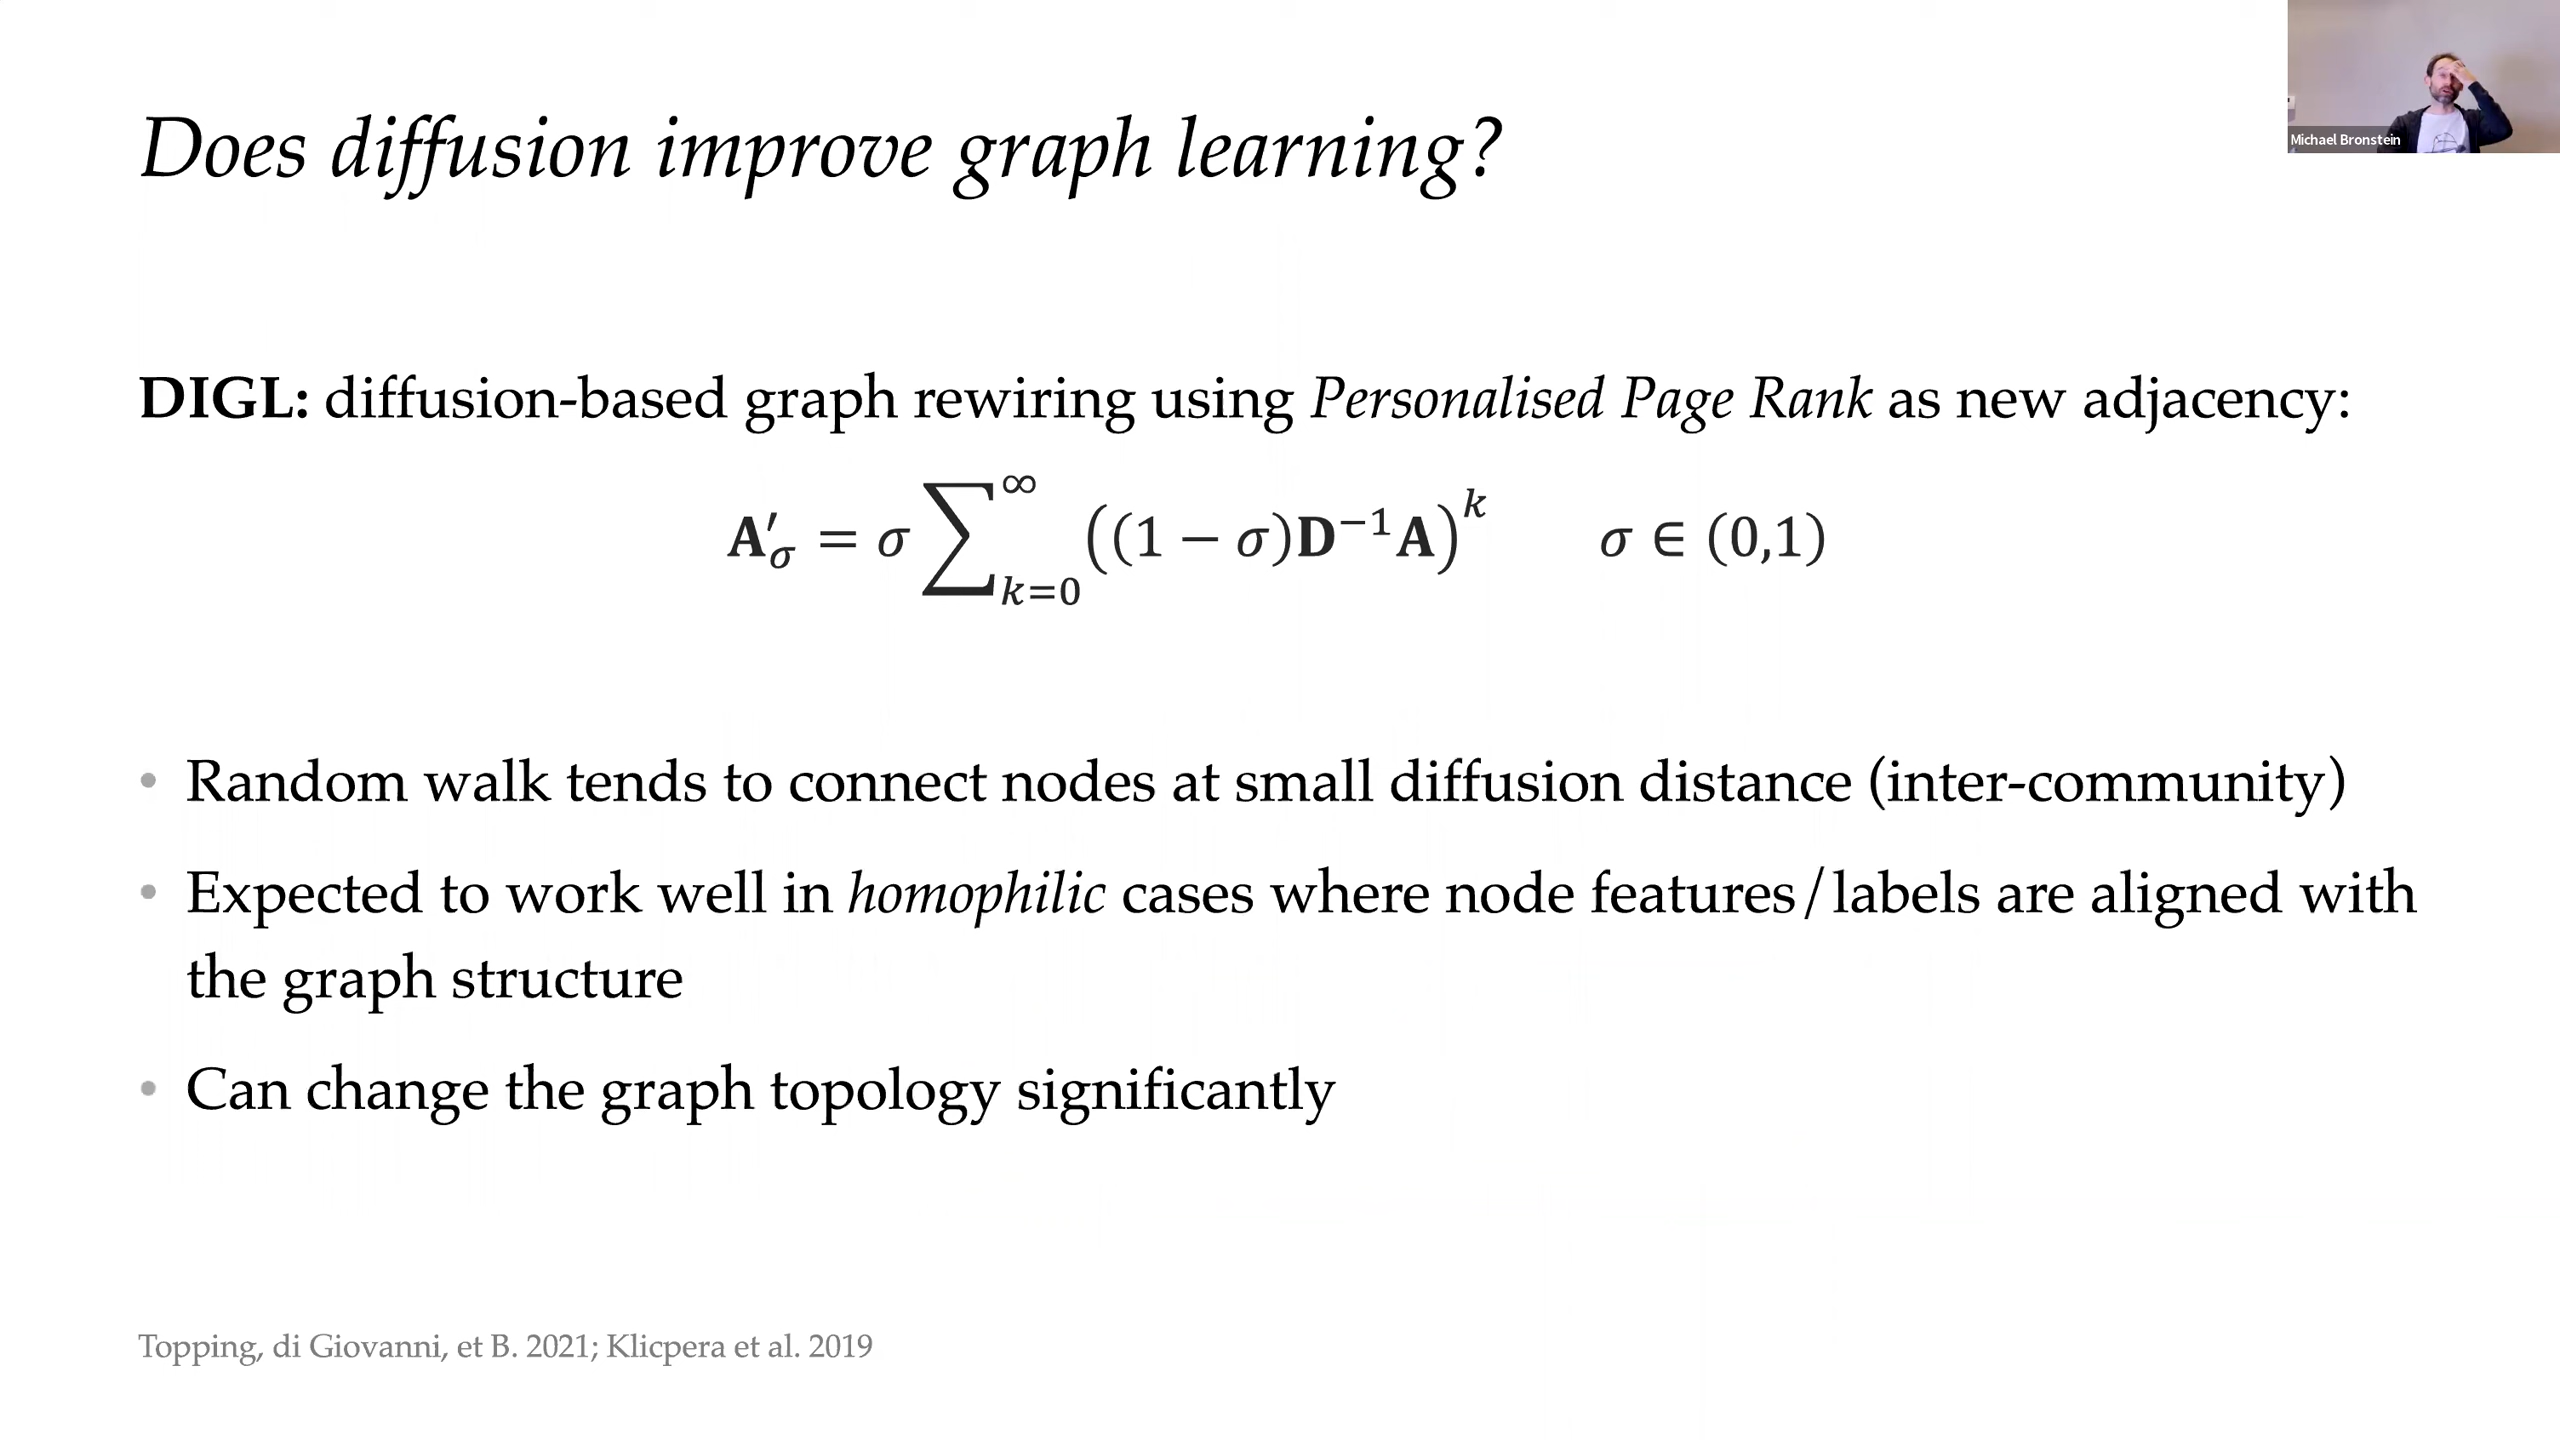 Does diffusion improve graph learning?
Michael Bronstein
DIGL: diffusion-based graph rewiring using Personalised Page Rank as new adjacency:
𝐀′_σ = σ ∑_{k=0}^{∞} ((1 − σ)𝐃⁻¹𝐀)^k    σ ∈ (0,1)
• Random walk tends to connect nodes at small diffusion distance (inter-community)
• Expected to work well in homophilic cases where node features/labels are aligned with
the graph structure
• Can change the graph topology significantly
Topping, di Giovanni, et B. 2021; Klicpera et al. 2019